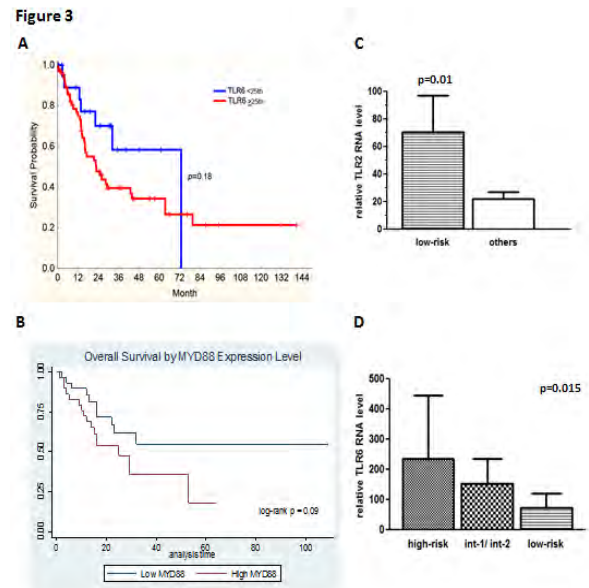 Figure 3
A
TLR6 <25th
TLR6 ≥25th
Survival Probability
1.0
0.8
0.6
0.4
0.2
0.0
p=0.18
0 12 24 36 48 60 72 84 96 108 120 132 144
Month
B
Overall Survival by MYD88 Expression Level
1.00
0.75
0.50
0.25
0.00
log-rank p = 0.09
0 20 40 60 80 100
analysis time
Low MYD88 High MYD88
C
p=0.01
relative TLR2 RNA level
100
80
60
40
20
0
low-risk others
D
p=0.015
relative TLR6 RNA level
500
400
300
200
100
0
high-risk int-1/ int-2 low-risk